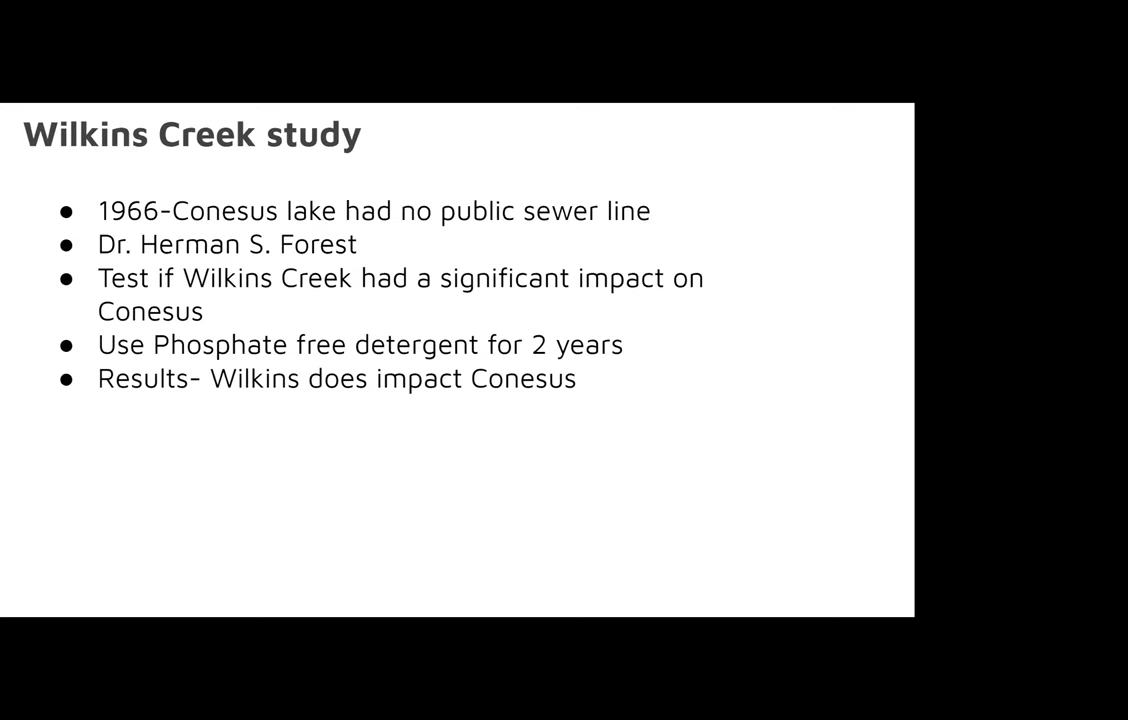 Wilkins Creek study
● 1966-Conesus lake had no public sewer line
● Dr. Herman S. Forest
● Test if Wilkins Creek had a significant impact on
Conesus
● Use Phosphate free detergent for 2 years
● Results- Wilkins does impact Conesus